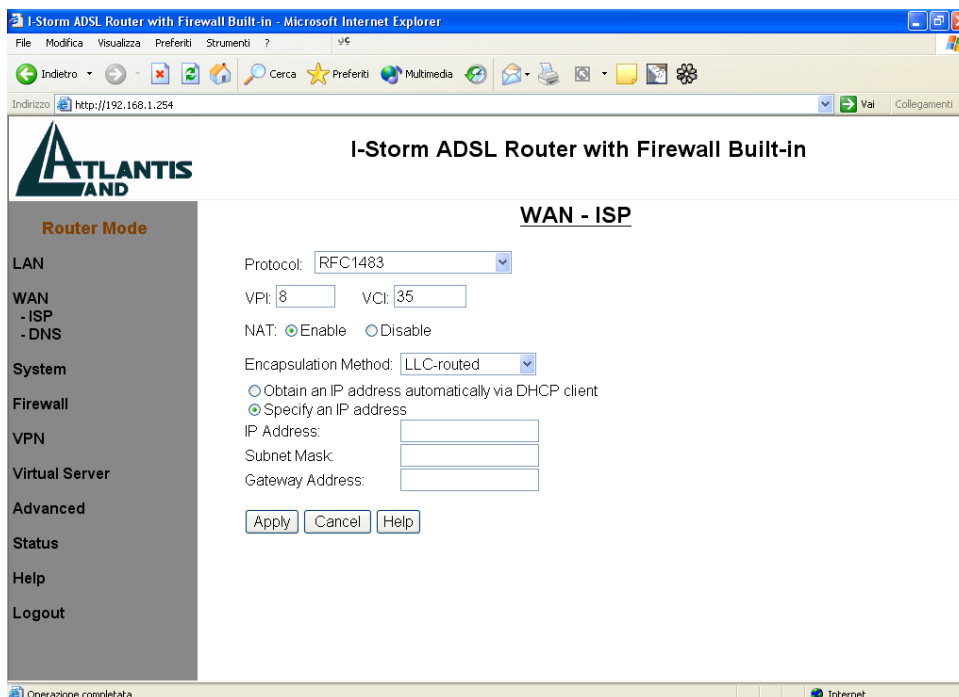 I-Storm ADSL Router with Firewall Built-in - Microsoft Internet Explorer
File Modifica Visualizza Preferiti Strumenti ?
Indietro Cerca Preferiti Multimedia
Indirizzo http://192.168.1.254 Vai Collegamenti
ATLANTIS
LAND
I-Storm ADSL Router with Firewall Built-in
Router Mode
LAN
WAN
- ISP
- DNS
System
Firewall
VPN
Virtual Server
Advanced
Status
Help
Logout
WAN - ISP
Protocol: RFC1483
VPI: 8 VCI: 35
NAT: Enable Disable
Encapsulation Method: LLC-routed
Obtain an IP address automatically via DHCP client
Specify an IP address
IP Address:
Subnet Mask:
Gateway Address:
Apply Cancel Help
Operazione completata Internet